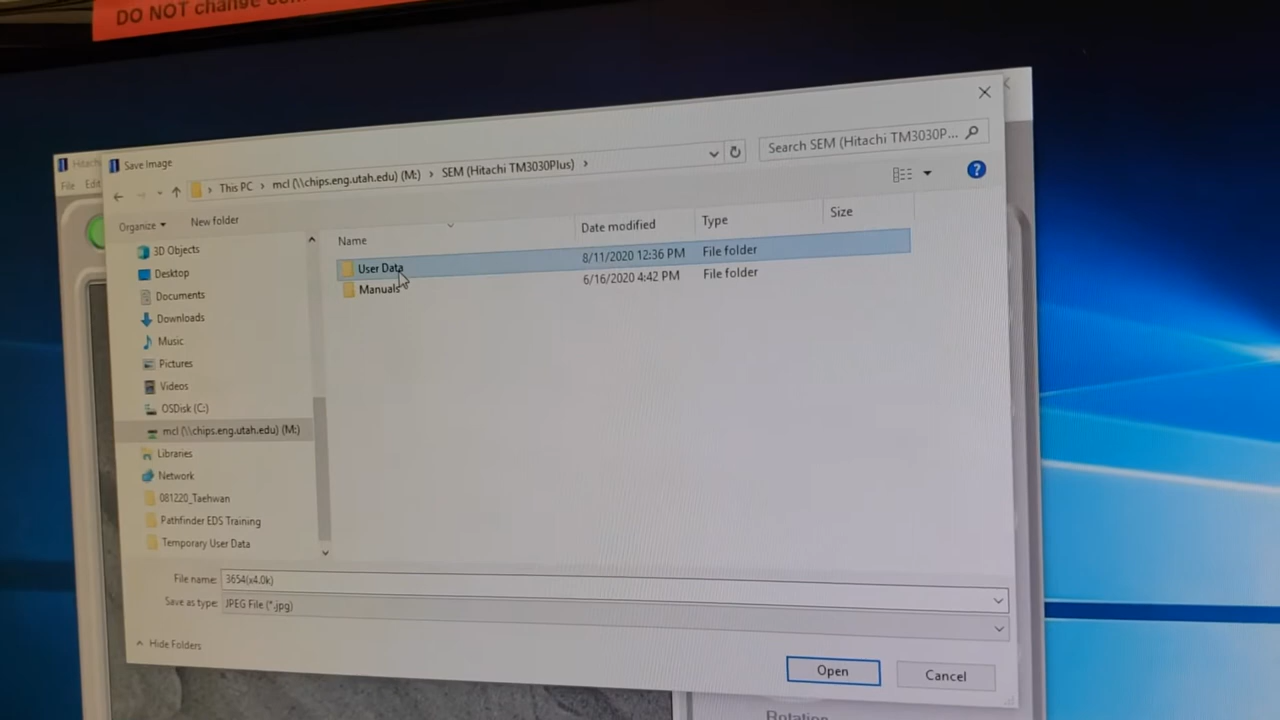 DO NOT change
Hitachi
File Edit
Save Image
This PC > mcl (\\chips.eng.utah.edu) (M:) > SEM (Hitachi TM3030Plus) >
Search SEM (Hitachi TM3030P...
Organize
New folder
Name
Date modified
Type
Size
User Data
8/11/2020 12:36 PM
File folder
Manuals
6/16/2020 4:42 PM
File folder
3D Objects
Desktop
Documents
Downloads
Music
Pictures
Videos
OSDisk (C:)
mcl (\\chips.eng.utah.edu) (M:)
Libraries
Network
081220_Taehwan
Pathfinder EDS Training
Temporary User Data
File name: 3654(x4.0k)
Save as type: JPEG File (*.jpg)
Hide Folders
Open
Cancel
Rotation